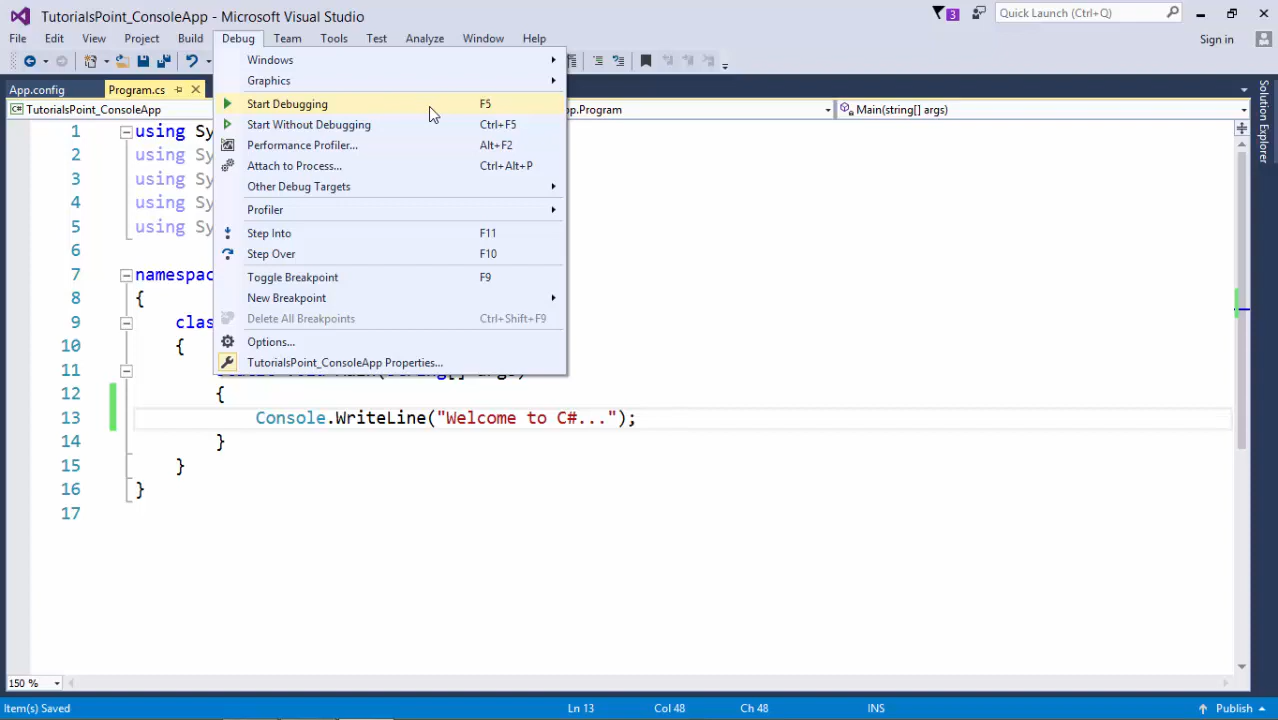 TutorialsPoint_ConsoleApp - Microsoft Visual Studio
3
Quick Launch (Ctrl+Q)
File Edit View Project Build Debug Team Tools Test Analyze Window Help
Sign in
App.config Program.cs
TutorialsPoint_ConsoleApp
pp.Program
Main(string[] args)
Solution Explorer
Windows
Graphics
Start Debugging F5
Start Without Debugging Ctrl+F5
Performance Profiler... Alt+F2
Attach to Process... Ctrl+Alt+P
Other Debug Targets
Profiler
Step Into F11
Step Over F10
Toggle Breakpoint F9
New Breakpoint
Delete All Breakpoints Ctrl+Shift+F9
Options...
TutorialsPoint_ConsoleApp Properties...
1 using Sy
2 using Sy
3 using Sy
4 using Sy
5 using Sy
6
7 namespac
8 {
9 clas
10 {
11
12 {
13 Console.WriteLine("Welcome to C#...");
14 }
15 }
16 }
17
150 %
Item(s) Saved Ln 13 Col 48 Ch 48 INS Publish